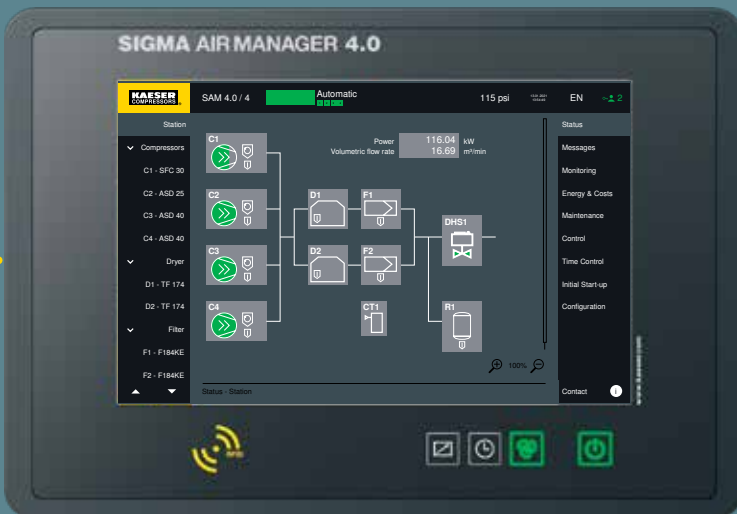 SIGMA AIR MANAGER 4.0
KAESER
COMPRESSORS
SAM 4.0 / 4
Automatic
115 psi
EN
2
Station
Compressors
C1 - SFC 30
C2 - ASD 25
C3 - ASD 40
C4 - ASD 40
Dryer
D1 - TF 174
D2 - TF 174
Filter
F1 - F184KE
F2 - F184KE
Power 116.04 kW
Volumetric flow rate 16.69 m³/min
C1
C2
C3
C4
D1
F1
D2
F2
DHS1
CT1
R1
100%
Status - Station
Status
Messages
Monitoring
Energy & Costs
Maintenance
Control
Time Control
Initial Start-up
Configuration
Contact
i
www.kaeser.com